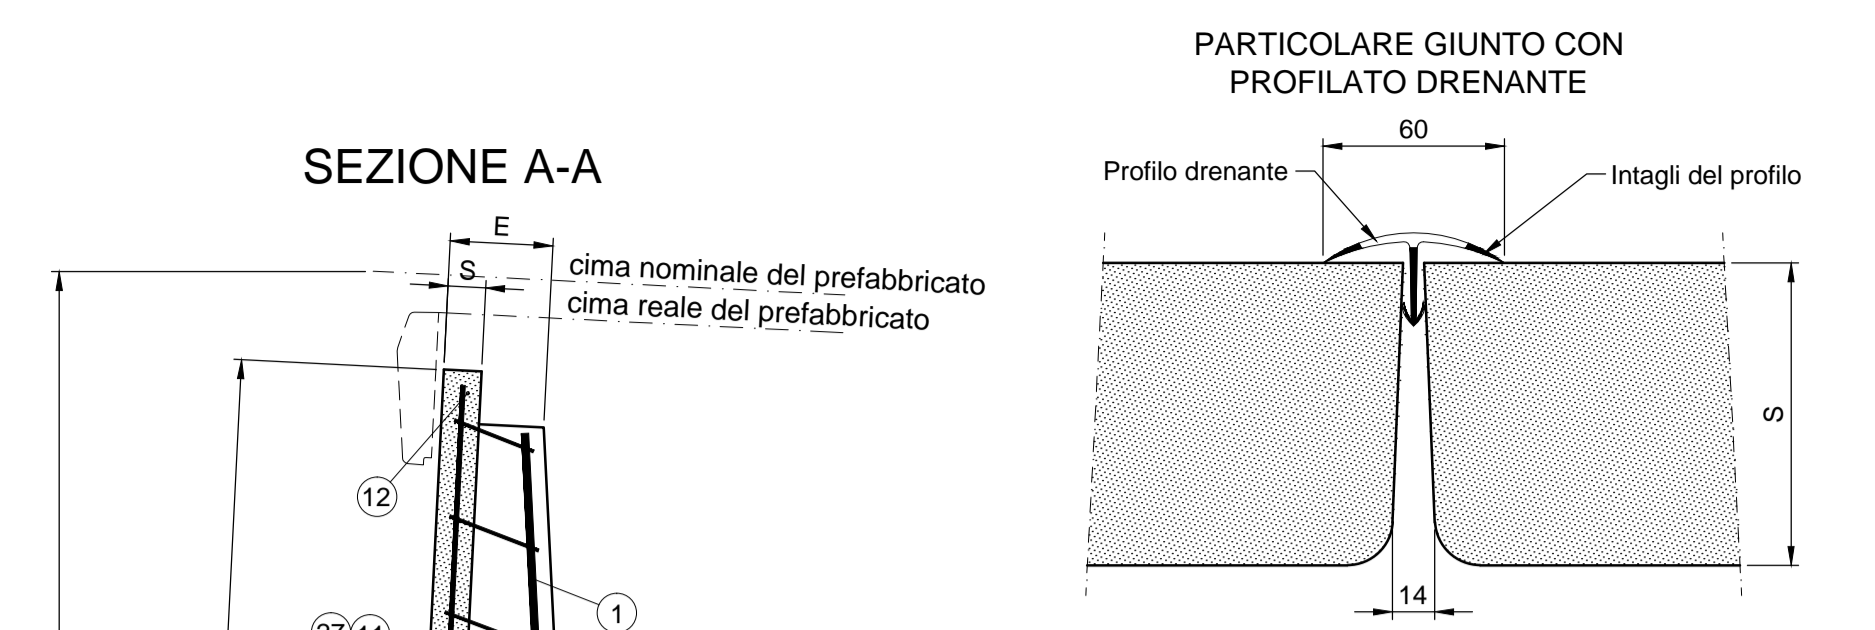 PARTICOLARE GIUNTO CON
PROFILATO DRENANTE
60
Profilo drenante
Intagli del profilo
S
14
SEZIONE A-A
E
S
cima nominale del prefabbricato
cima reale del prefabbricato
12
1